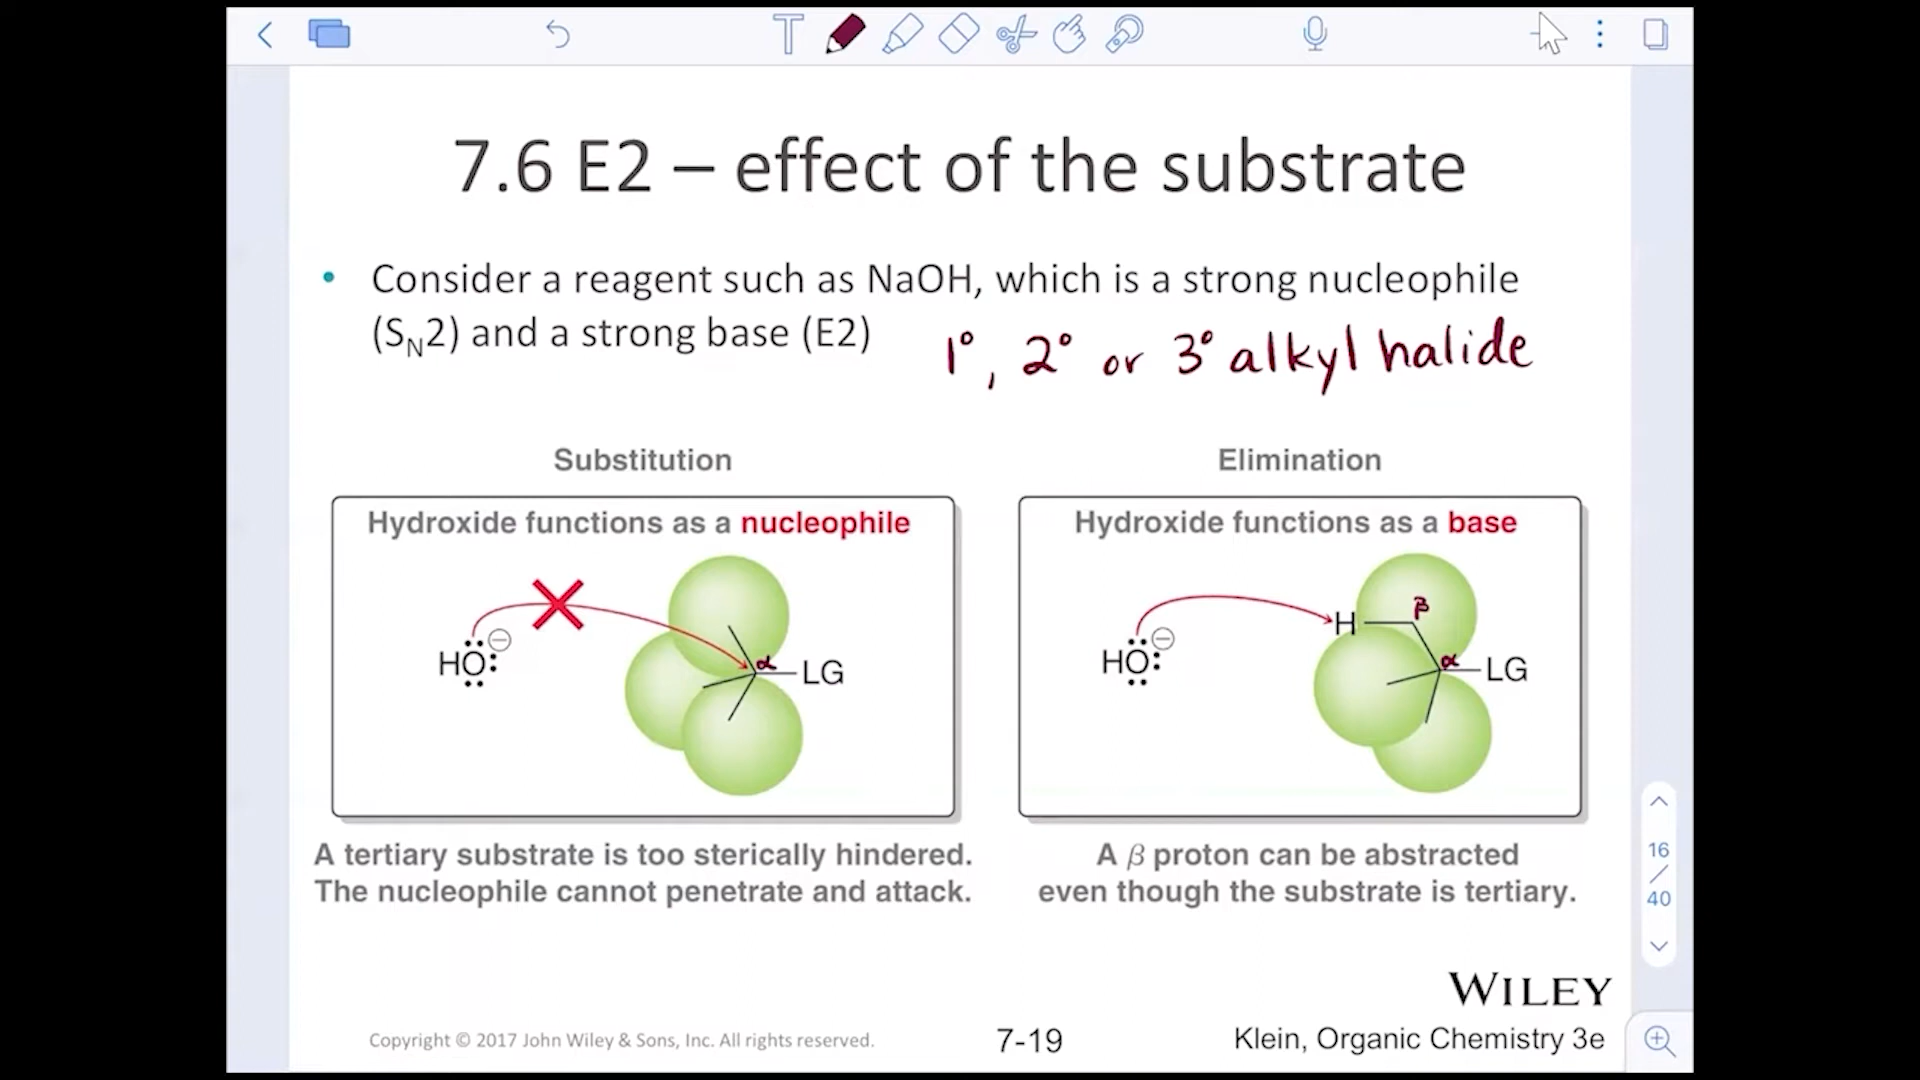 7.6 E2 – effect of the substrate
• Consider a reagent such as NaOH, which is a strong nucleophile
(SN2) and a strong base (E2)
1°, 2° or 3° alkyl halide
Substitution
Hydroxide functions as a nucleophile
HO:⊖
α
LG
A tertiary substrate is too sterically hindered.
The nucleophile cannot penetrate and attack.
Elimination
Hydroxide functions as a base
HO:⊖
H
β
α
LG
A β proton can be abstracted
even though the substrate is tertiary.
16
/
40
WILEY
Copyright © 2017 John Wiley & Sons, Inc. All rights reserved.
7-19
Klein, Organic Chemistry 3e